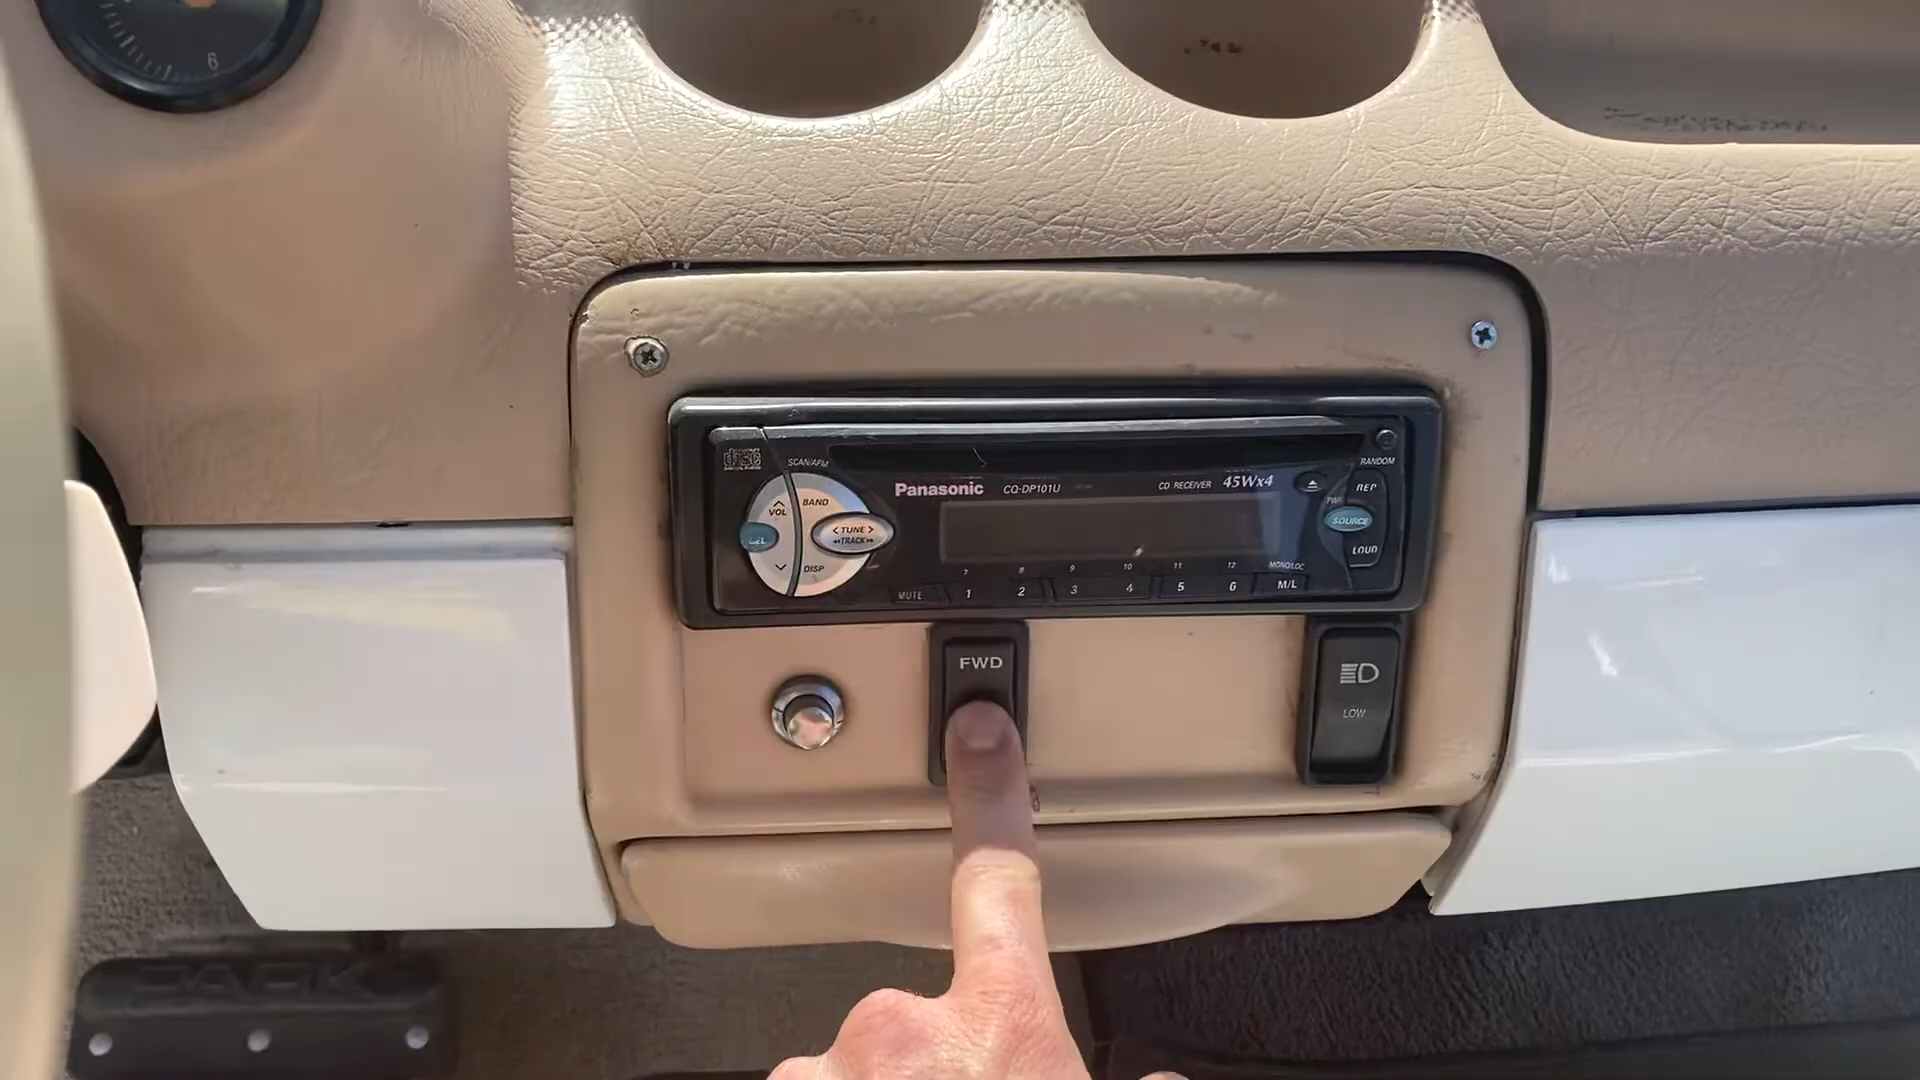 6
disc
SCAN/APM
RANDOM
Panasonic CQ-DP101U CD RECEIVER 45Wx4
REP
VOL
BAND
PWR
SOURCE
SEL
< TUNE >
TRACK
LOUD
DISP
7 8 9 10 11 12 MONO/LOC
MUTE 1 2 3 4 5 6 M/L
FWD
LOW